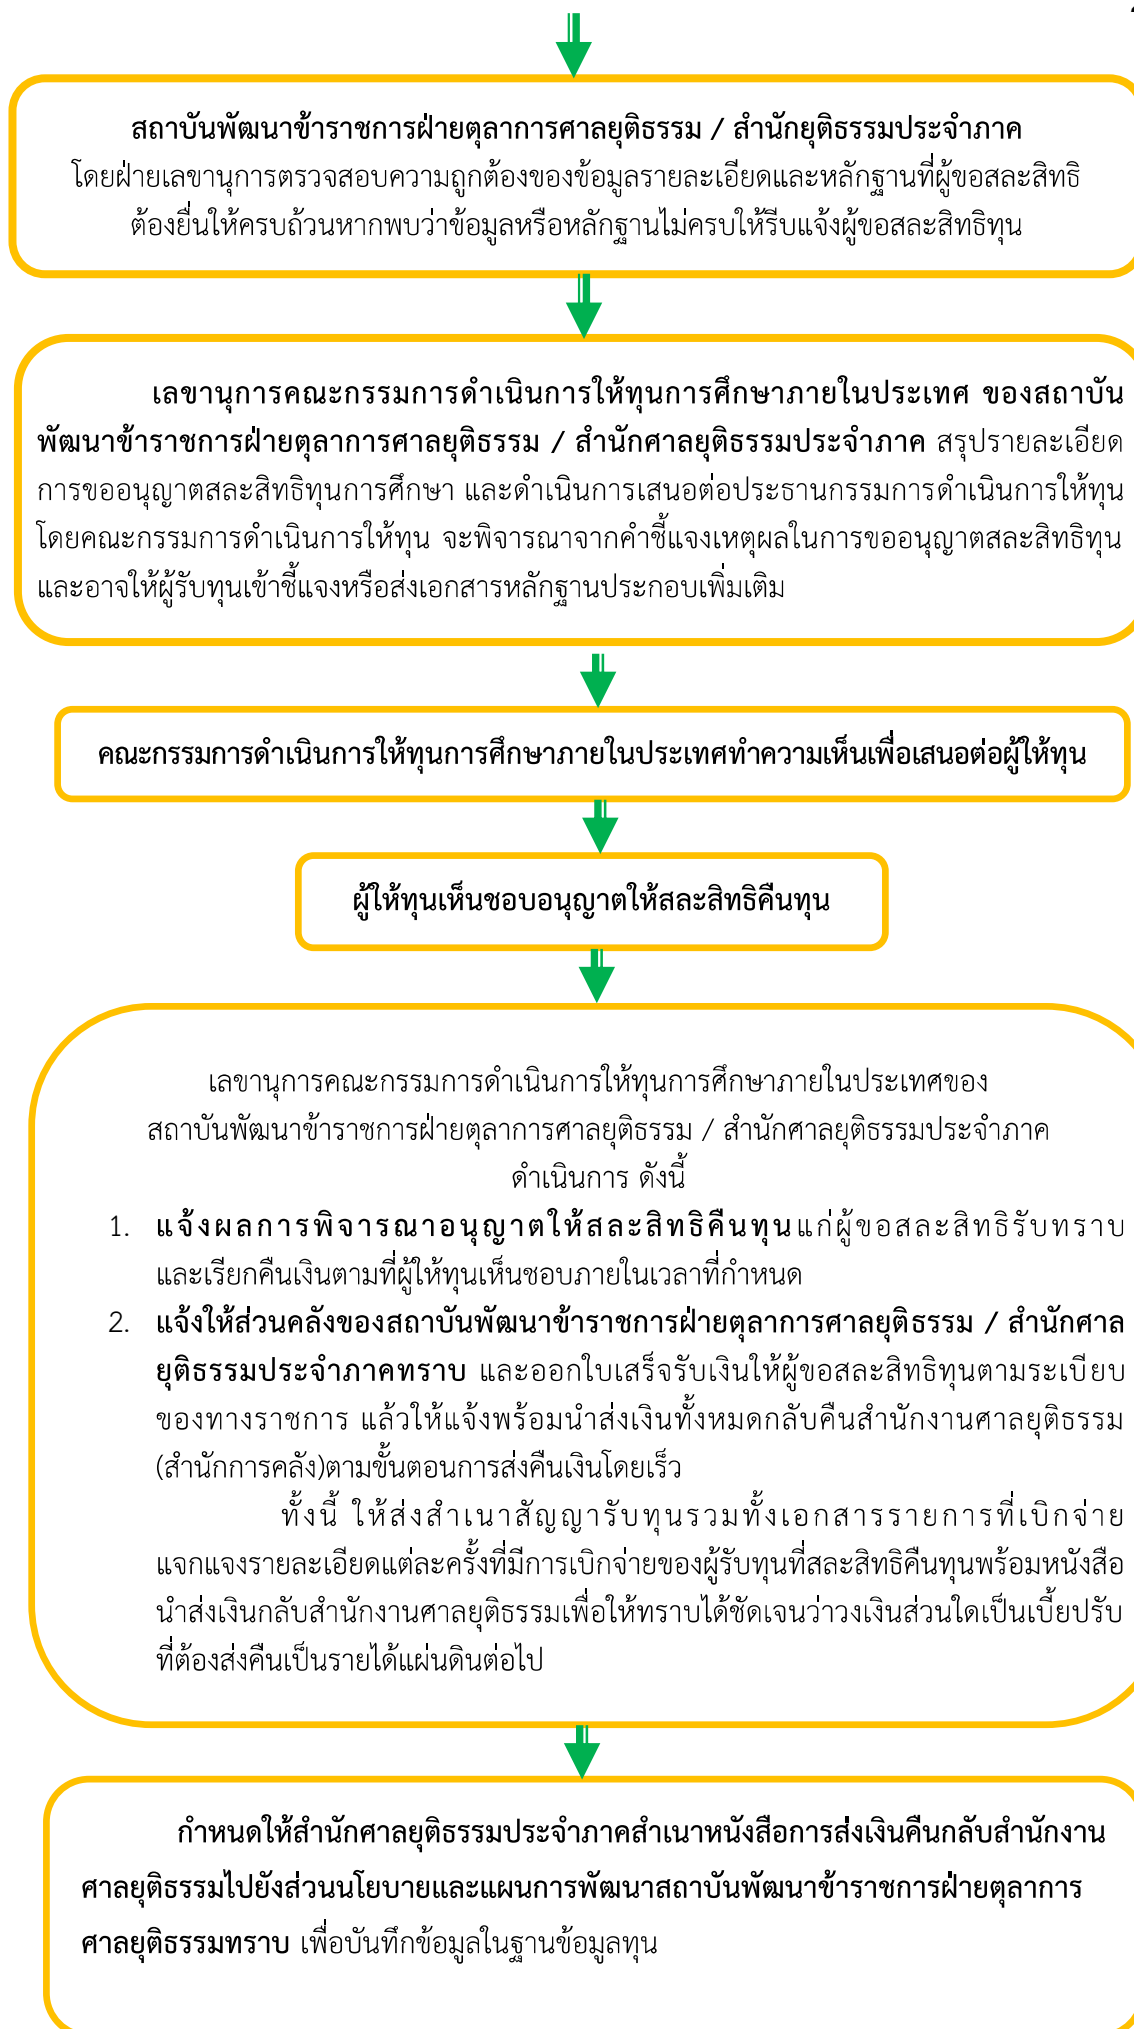 สถาบันพัฒนาข้าราชการฝ่ายตุลาการศาลยุติธรรม / สำนักยุติธรรมประจำภาค
โดยฝ่ายเลขานุการตรวจสอบความถูกต้องของข้อมูลรายละเอียดและหลักฐานที่ผู้ขอสละสิทธิ
ต้องยื่นให้ครบถ้วนหากพบว่าข้อมูลหรือหลักฐานไม่ครบให้รีบแจ้งผู้ขอสละสิทธิทุน
เลขานุการคณะกรรมการดำเนินการให้ทุนการศึกษาภายในประเทศ ของสถาบัน
พัฒนาข้าราชการฝ่ายตุลาการศาลยุติธรรม / สำนักศาลยุติธรรมประจำภาค สรุปรายละเอียด
การขออนุญาตสละสิทธิทุนการศึกษา และดำเนินการเสนอต่อประธานกรรมการดำเนินการให้ทุน
โดยคณะกรรมการดำเนินการให้ทุน จะพิจารณาจากคำชี้แจงเหตุผลในการขออนุญาตสละสิทธิทุน
และอาจให้ผู้รับทุนเข้าชี้แจงหรือส่งเอกสารหลักฐานประกอบเพิ่มเติม
คณะกรรมการดำเนินการให้ทุนการศึกษาภายในประเทศทำความเห็นเพื่อเสนอต่อผู้ให้ทุน
ผู้ให้ทุนเห็นชอบอนุญาตให้สละสิทธิคืนทุน
เลขานุการคณะกรรมการดำเนินการให้ทุนการศึกษาภายในประเทศของ
สถาบันพัฒนาข้าราชการฝ่ายตุลาการศาลยุติธรรม / สำนักศาลยุติธรรมประจำภาค
ดำเนินการ ดังนี้
1. แจ้งผลการพิจารณาอนุญาตให้สละสิทธิคืนทุนแก่ผู้ขอสละสิทธิรับทราบ
และเรียกคืนเงินตามที่ผู้ให้ทุนเห็นชอบภายในเวลาที่กำหนด
2. แจ้งให้ส่วนคลังของสถาบันพัฒนาข้าราชการฝ่ายตุลาการศาลยุติธรรม / สำนักศาล
ยุติธรรมประจำภาคทราบ และออกใบเสร็จรับเงินให้ผู้ขอสละสิทธิทุนตามระเบียบ
ของทางราชการ แล้วให้แจ้งพร้อมนำส่งเงินทั้งหมดกลับคืนสำนักงานศาลยุติธรรม
(สำนักการคลัง)ตามขั้นตอนการส่งคืนเงินโดยเร็ว
ทั้งนี้ ให้ส่งสำเนาสัญญารับทุนรวมทั้งเอกสารรายการที่เบิกจ่าย
แจกแจงรายละเอียดแต่ละครั้งที่มีการเบิกจ่ายของผู้รับทุนที่สละสิทธิคืนทุนพร้อมหนังสือ
นำส่งเงินกลับสำนักงานศาลยุติธรรมเพื่อให้ทราบได้ชัดเจนว่าวงเงินส่วนใดเป็นเบี้ยปรับ
ที่ต้องส่งคืนเป็นรายได้แผ่นดินต่อไป
กำหนดให้สำนักศาลยุติธรรมประจำภาคสำเนาหนังสือการส่งเงินคืนกลับสำนักงาน
ศาลยุติธรรมไปยังส่วนนโยบายและแผนการพัฒนาสถาบันพัฒนาข้าราชการฝ่ายตุลาการ
ศาลยุติธรรมทราบ เพื่อบันทึกข้อมูลในฐานข้อมูลทุน